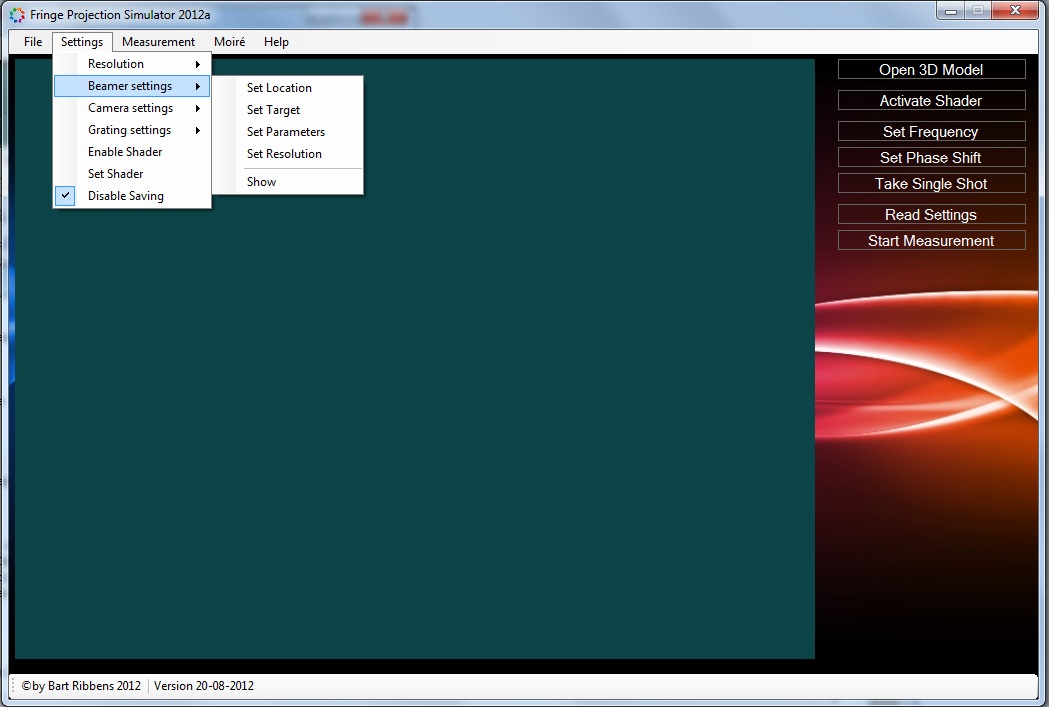 Fringe Projection Simulator 2012a
File Settings Measurement Moiré Help
Resolution
Beamer settings
Camera settings
Grating settings
Enable Shader
Set Shader
Disable Saving
Set Location
Set Target
Set Parameters
Set Resolution
Show
Open 3D Model
Activate Shader
Set Frequency
Set Phase Shift
Take Single Shot
Read Settings
Start Measurement
©by Bart Ribbens 2012 Version 20-08-2012